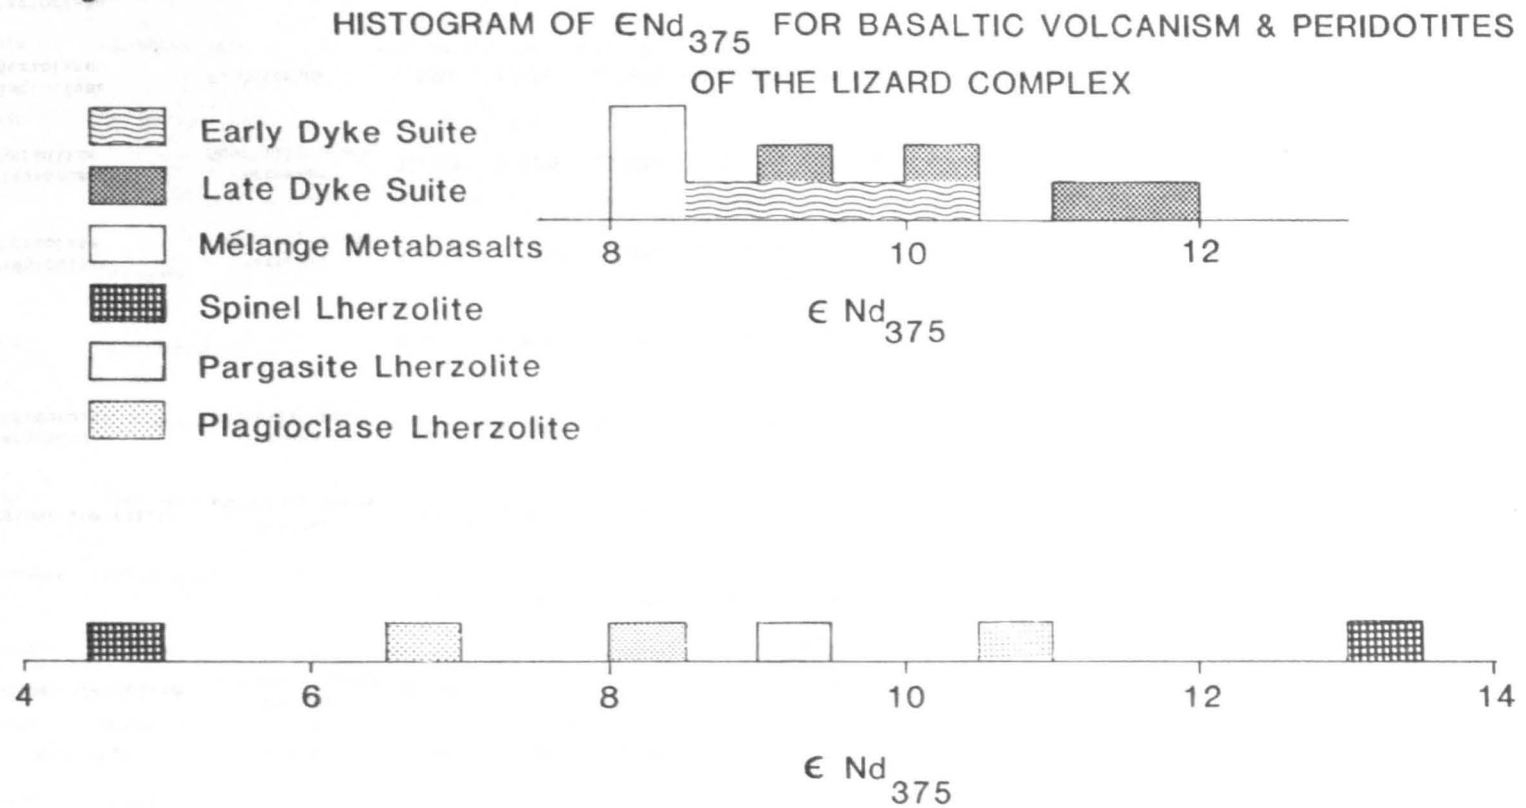 HISTOGRAM OF ϵNd375 FOR BASALTIC VOLCANISM & PERIDOTITES
OF THE LIZARD COMPLEX
Early Dyke Suite
Late Dyke Suite
Mélange Metabasalts
Spinel Lherzolite
Pargasite Lherzolite
Plagioclase Lherzolite
8 10 12
ϵ Nd375
4 6 8 10 12 14
ϵ Nd375